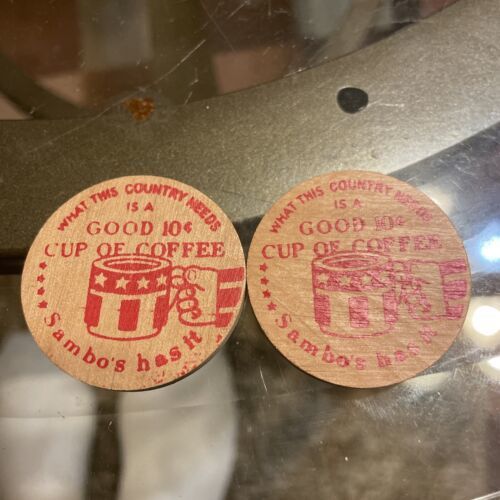 WHAT THIS COUNTRY NEEDS
IS A
GOOD 10¢
CUP OF COFFEE
Sambo's has it
WHAT THIS COUNTRY NEEDS
IS A
GOOD 10¢
CUP OF COFFEE
Sambo's has it